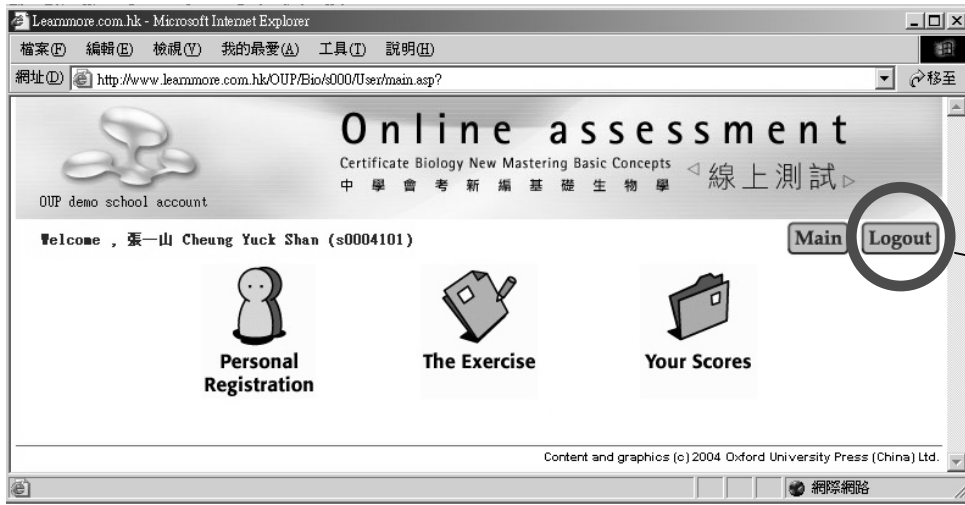 Learnmore.com.hk - Microsoft Internet Explorer
檔案(F) 編輯(E) 檢視(V) 我的最愛(A) 工具(T) 說明(H)
網址(D) http://www.learnmore.com.hk/OUP/Bio/s000/User/main.asp? 移至
Online assessment
Certificate Biology New Mastering Basic Concepts
中學會考新編基礎生物學
線上測試
OUP demo school account
Welcome , 張一山 Cheung Yuck Shan (s0004101)
Main Logout
Personal
Registration
The Exercise
Your Scores
Content and graphics (c) 2004 Oxford University Press (China) Ltd.
網際網路